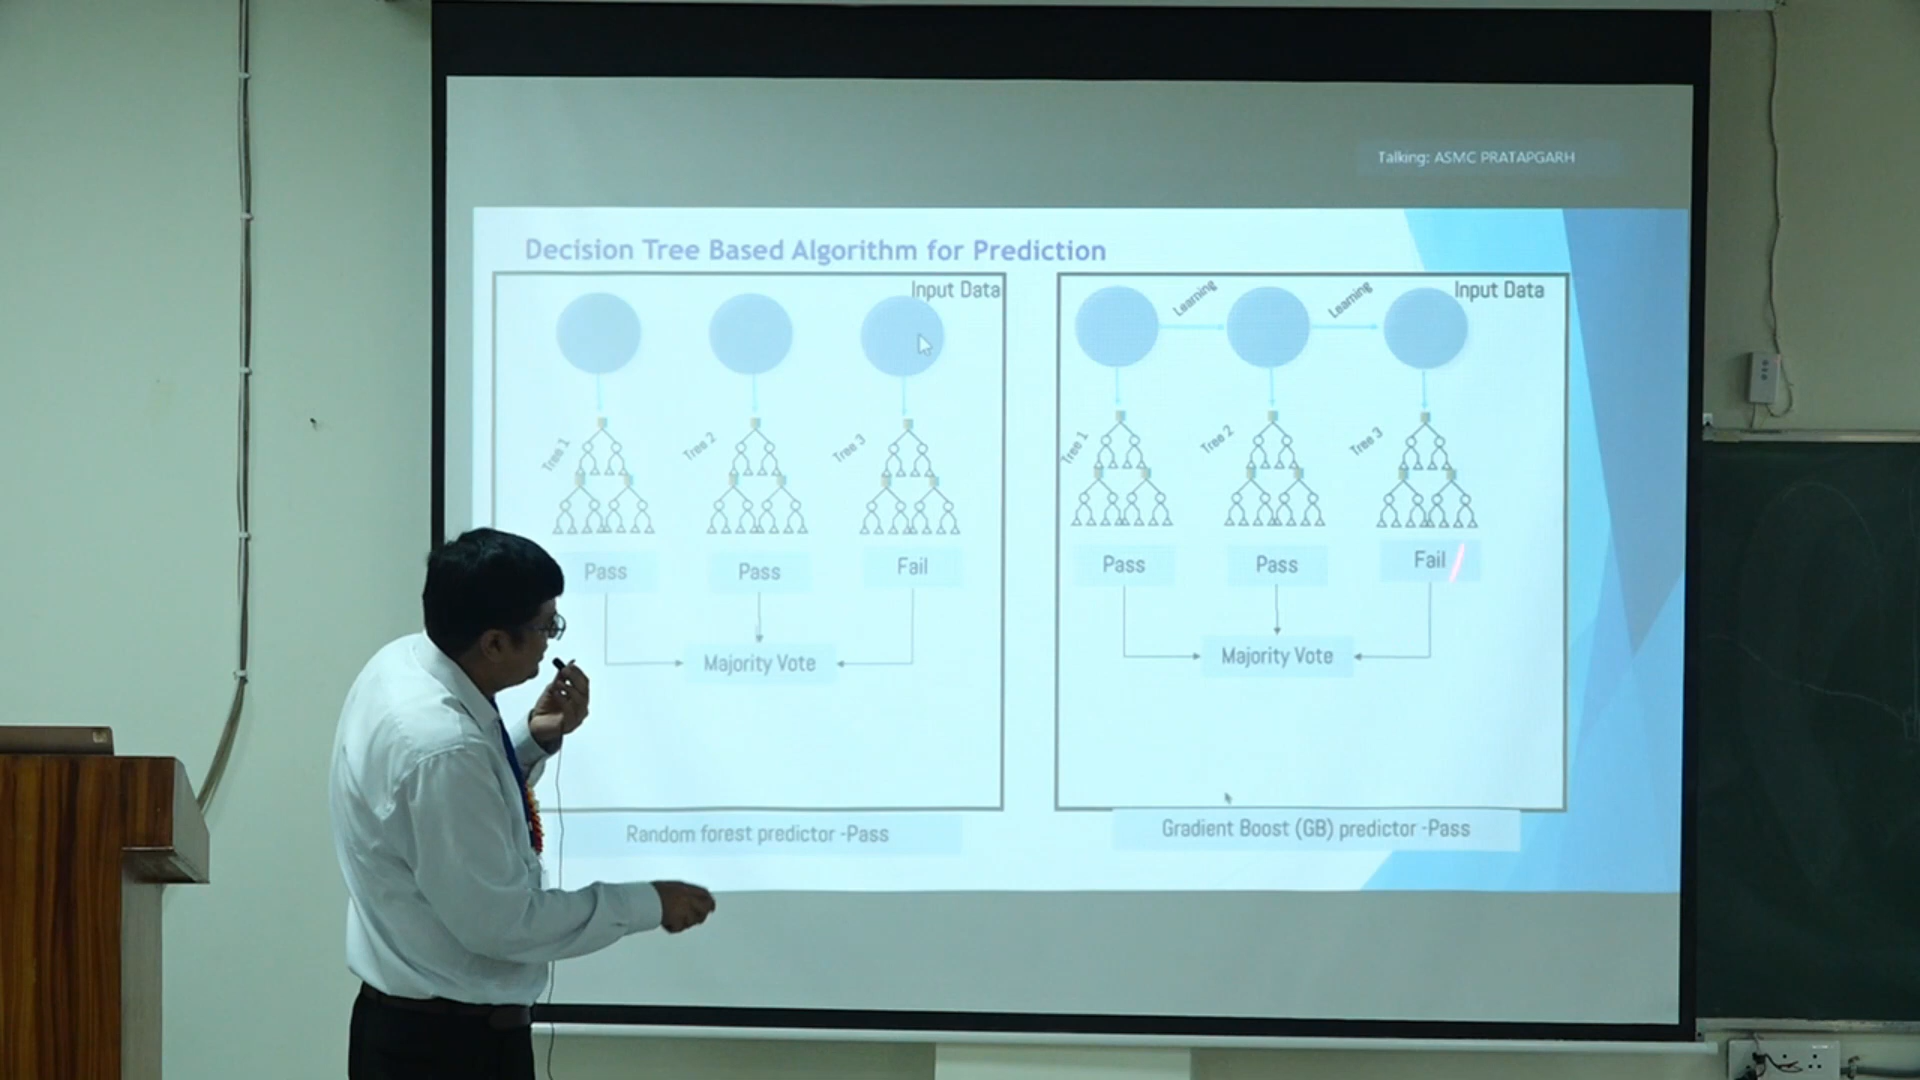 Talking: ASMC PRATAPGARH
Decision Tree Based Algorithm for Prediction
Input Data
Tree 1
Tree 2
Tree 3
Pass
Pass
Fail
Majority Vote
Random forest predictor -Pass
Input Data
Learning
Learning
Tree 1
Tree 2
Tree 3
Pass
Pass
Fail
Majority Vote
Gradient Boost (GB) predictor -Pass